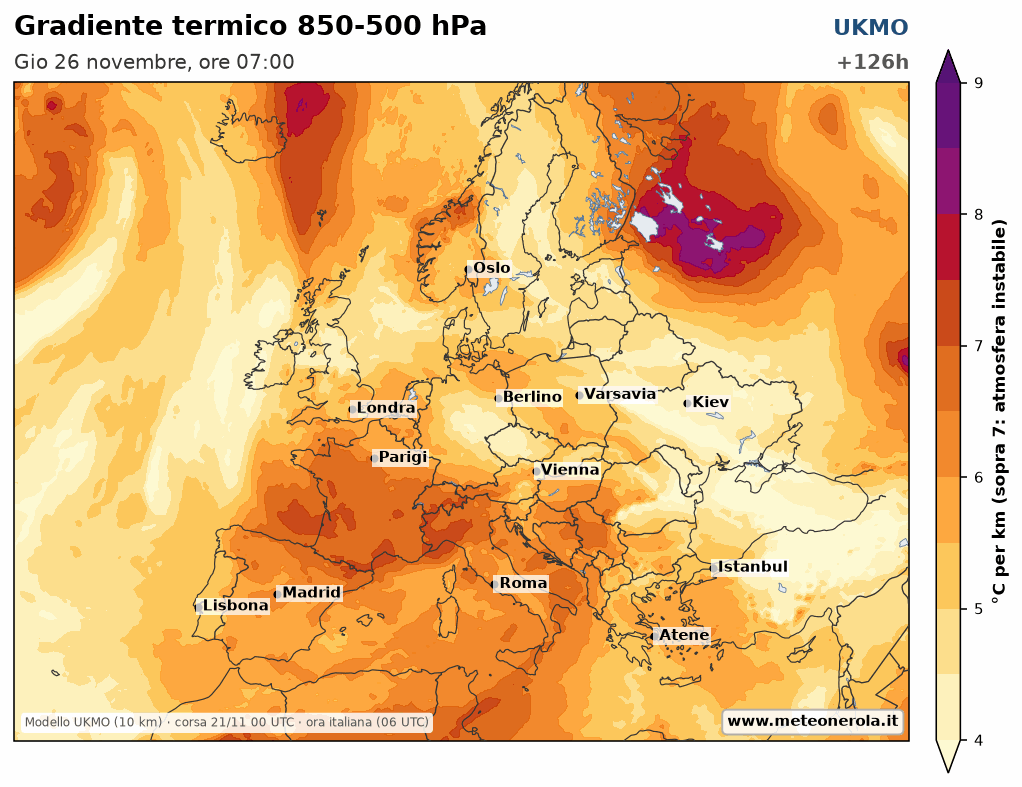 Gradiente termico 850-500 hPa
UKMO
Gio 26 novembre, ore 07:00
+126h
Oslo
Berlino
Varsavia
Kiev
Londra
Parigi
Vienna
Istanbul
Roma
Madrid
Lisbona
Atene
Modello UKMO (10 km) · corsa 21/11 00 UTC · ora italiana (06 UTC)
www.meteonerola.it
9
8
7
6
5
4
°C per km (sopra 7: atmosfera instabile)